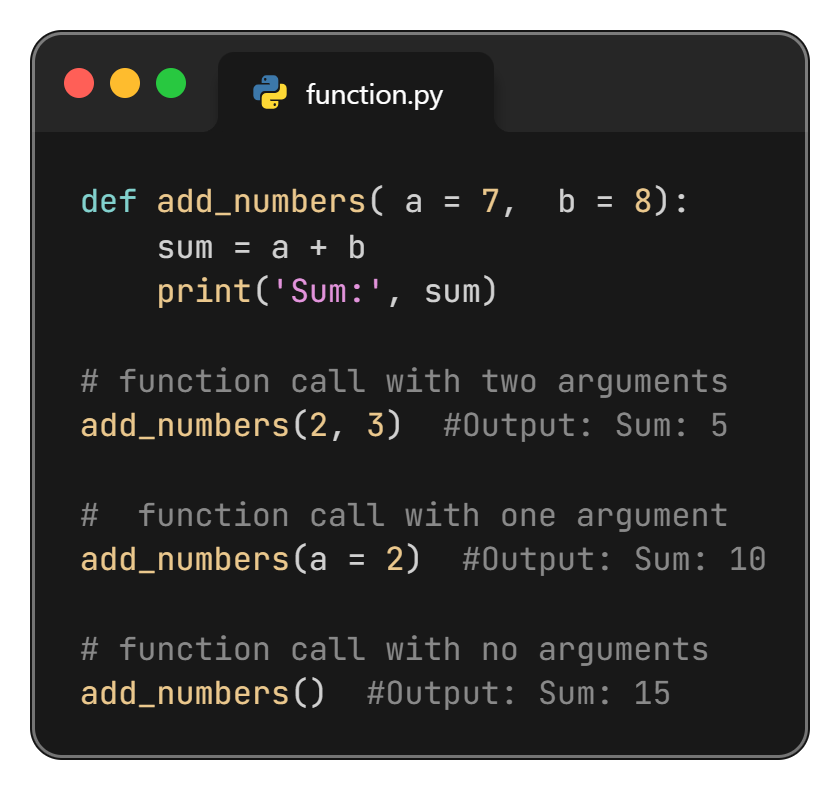 function.py
def add_numbers( a = 7,  b = 8):
    sum = a + b
    print('Sum:', sum)
# function call with two arguments
add_numbers(2, 3)  #Output: Sum: 5
#  function call with one argument
add_numbers(a = 2)  #Output: Sum: 10
# function call with no arguments
add_numbers()  #Output: Sum: 15